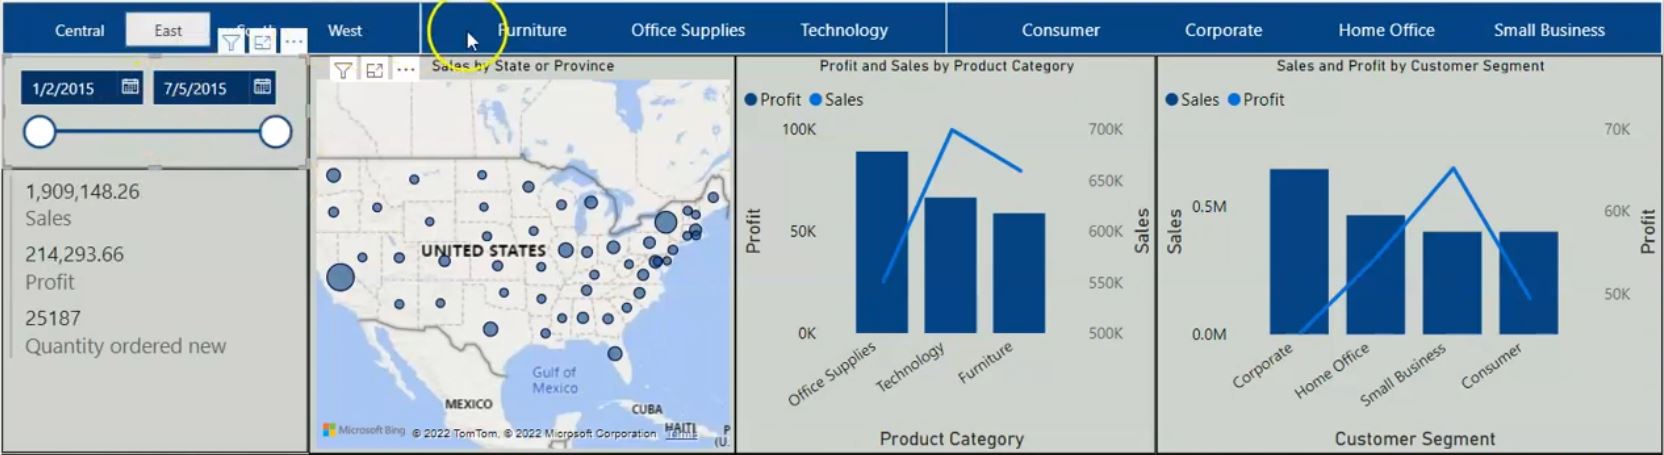 Central East South West Furniture Office Supplies Technology Consumer Corporate Home Office Small Business
1/2/2015 7/5/2015
1,909,148.26
Sales
214,293.66
Profit
25187
Quantity ordered new
Sales by State or Province
UNITED STATES
Gulf of
Mexico
MEXICO
CUBA
HAITI
P
(U.
Microsoft Bing © 2022 TomTom, © 2022 Microsoft Corporation Terms
Profit and Sales by Product Category
Profit Sales
100K
50K
0K
Profit
700K
650K
600K
550K
500K
Sales
Office Supplies
Technology
Furniture
Product Category
Sales and Profit by Customer Segment
Sales Profit
0.5M
0.0M
Sales
70K
60K
50K
Profit
Corporate
Home Office
Small Business
Consumer
Customer Segment